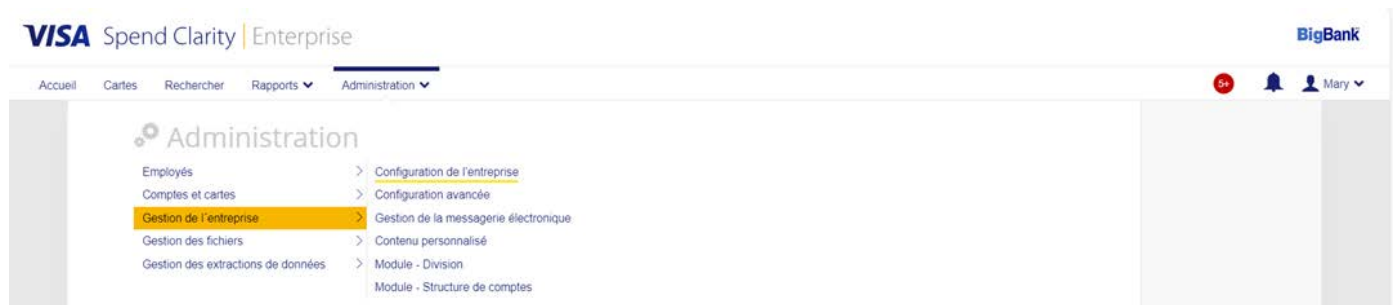 VISA Spend Clarity | Enterprise
BigBank
Accueil Cartes Rechercher Rapports Administration
5+ Mary
Administration
Employés > Configuration de l'entreprise
Comptes et cartes > Configuration avancée
Gestion de l´entreprise > Gestion de la messagerie électronique
Gestion des fichiers > Contenu personnalisé
Gestion des extractions de données > Module - Division
Module - Structure de comptes